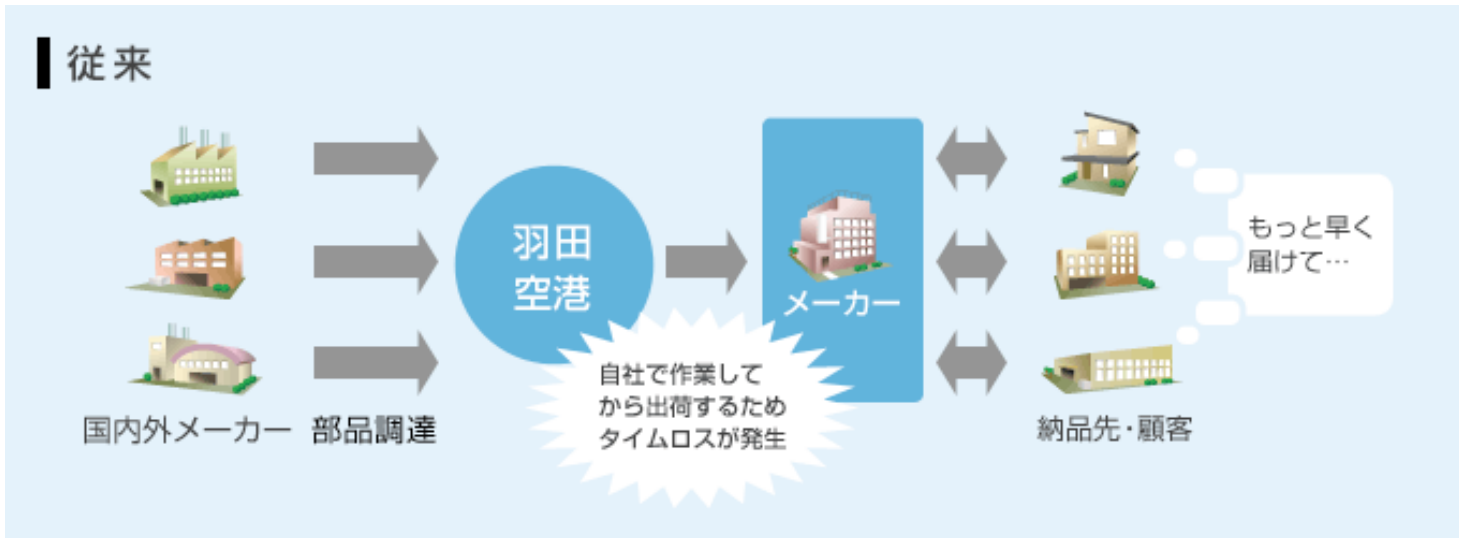 従来
羽田
空港
メーカー
もっと早く
届けて…
自社で作業して
から出荷するため
タイムロスが発生
国内外メーカー
部品調達
納品先・顧客